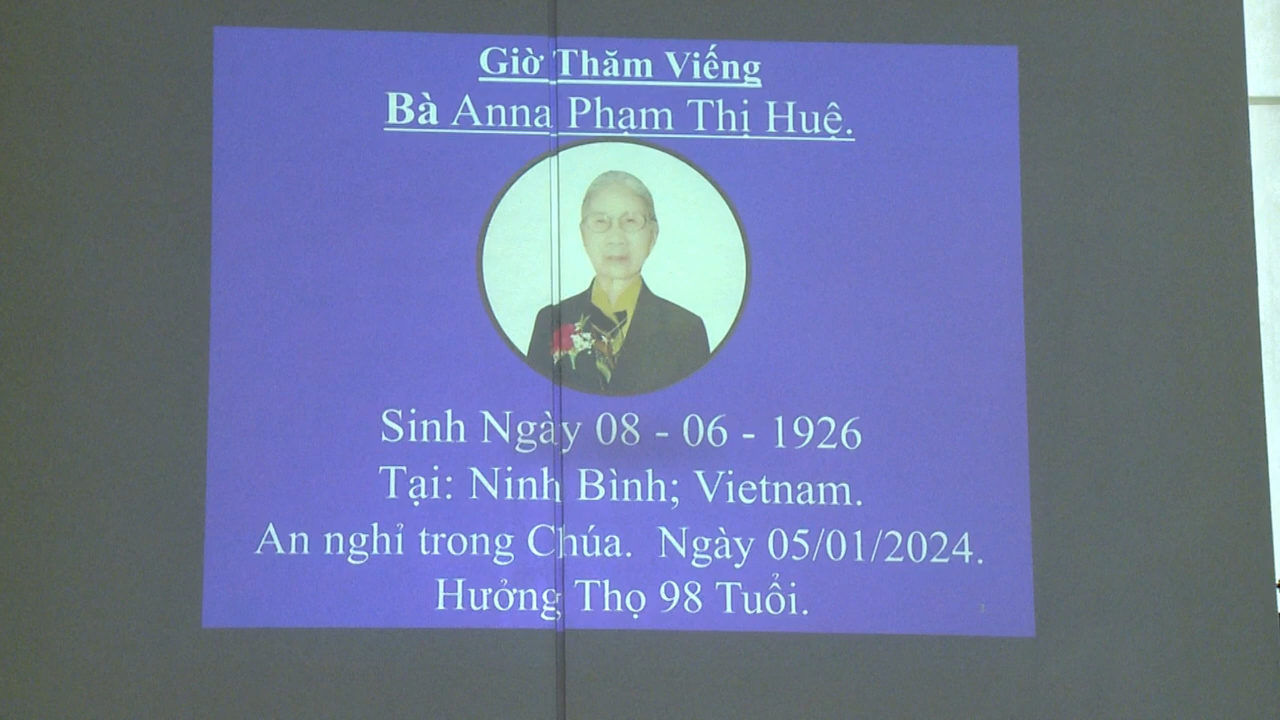 Giờ Thăm Viếng
Bà Anna Phạm Thị Huệ.
Sinh Ngày 08 - 06 - 1926
Tại: Ninh Bình; Vietnam.
An nghỉ trong Chúa. Ngày 05/01/2024.
Hưởng Thọ 98 Tuổi.